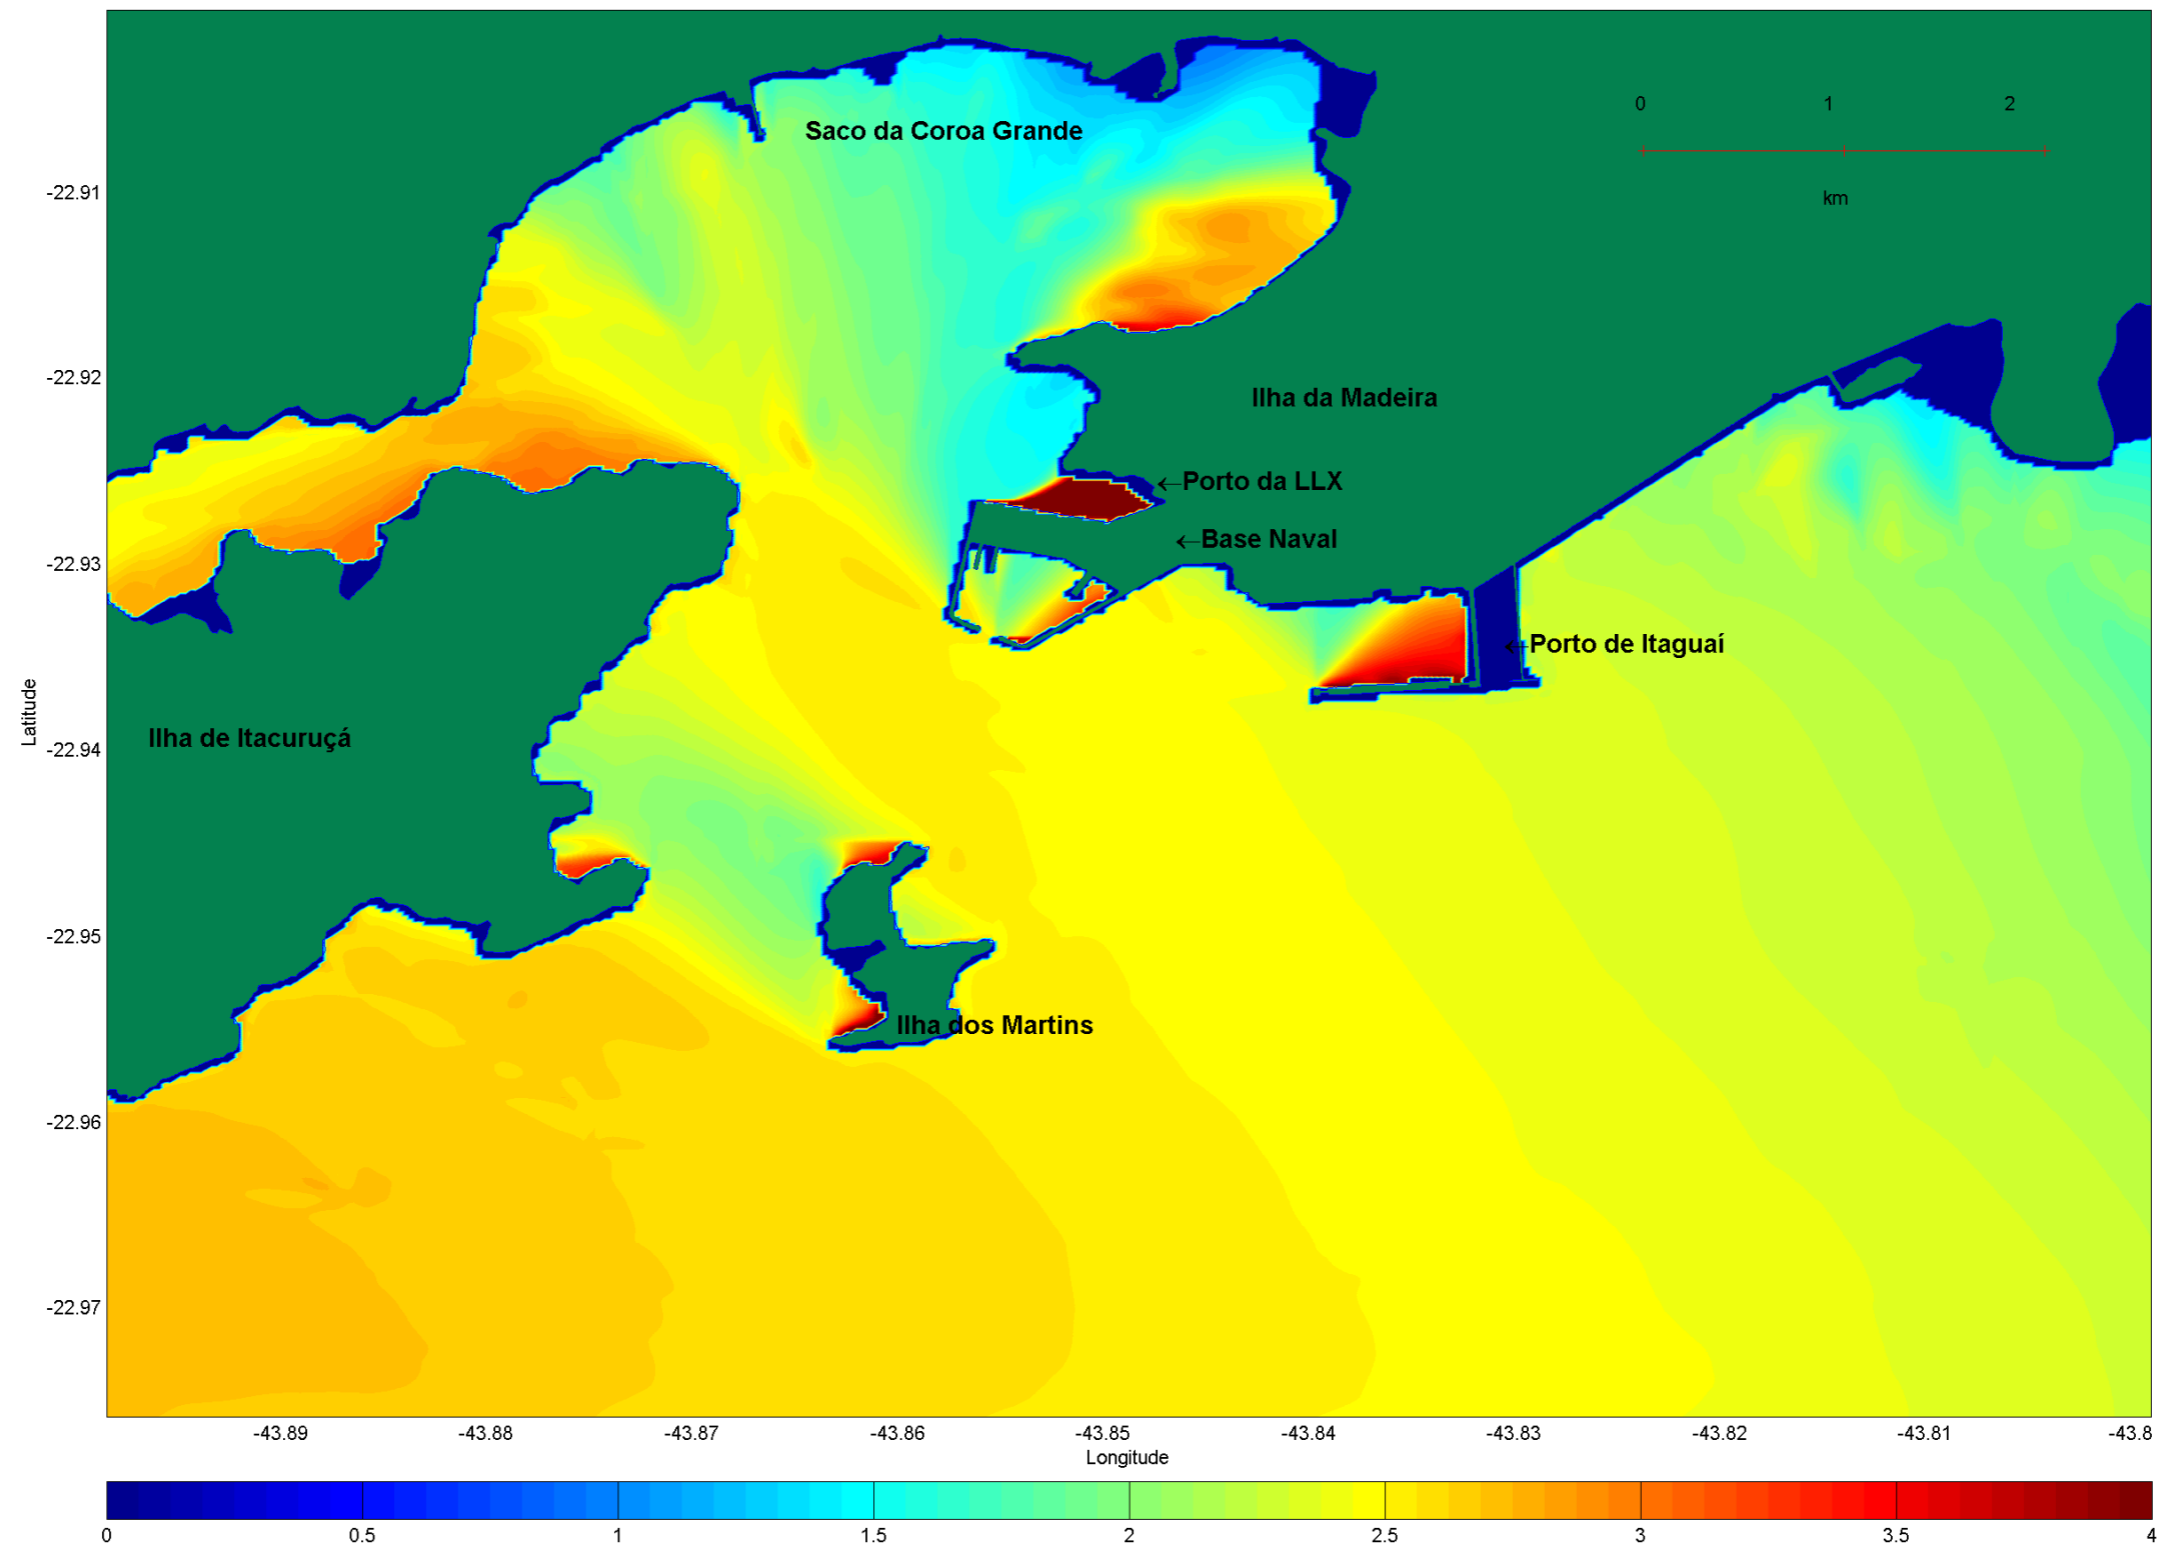 Saco da Coroa Grande
0 1 2
km
-22.91
-22.92
Ilha da Madeira
←Porto da LLX
←Base Naval
-22.93
←Porto de Itaguaí
Latitude
Ilha de Itacuruçá
-22.94
-22.95
Ilha dos Martins
-22.96
-22.97
-43.89 -43.88 -43.87 -43.86 -43.85 -43.84 -43.83 -43.82 -43.81 -43.8
Longitude
0 0.5 1 1.5 2 2.5 3 3.5 4